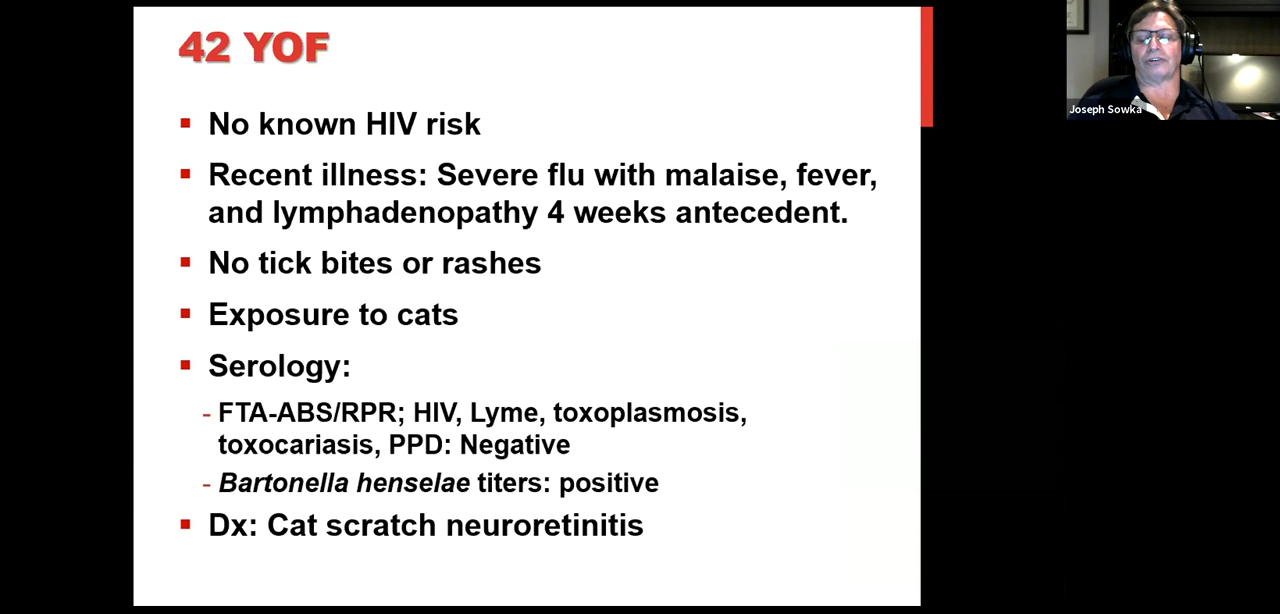 42 YOF
▪ No known HIV risk
▪ Recent illness: Severe flu with malaise, fever,
and lymphadenopathy 4 weeks antecedent.
▪ No tick bites or rashes
▪ Exposure to cats
▪ Serology:
- FTA-ABS/RPR; HIV, Lyme, toxoplasmosis,
toxocariasis, PPD: Negative
- Bartonella henselae titers: positive
▪ Dx: Cat scratch neuroretinitis
Joseph Sowka